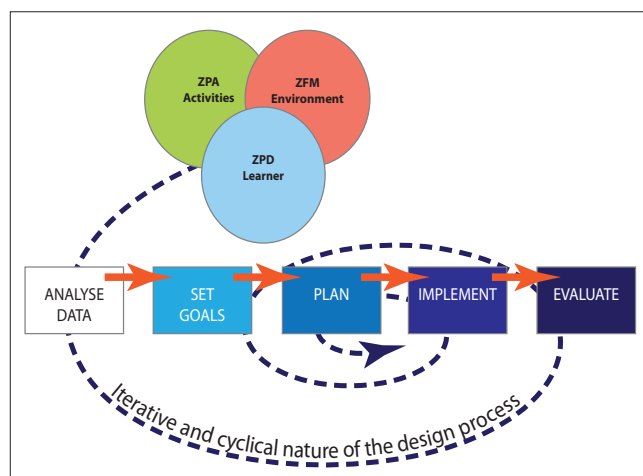 ZPA
Activities
ZFM
Environment
ZPD
Learner
ANALYSE
DATA
SET
GOALS
PLAN
IMPLEMENT
EVALUATE
Iterative and cyclical nature of the design process